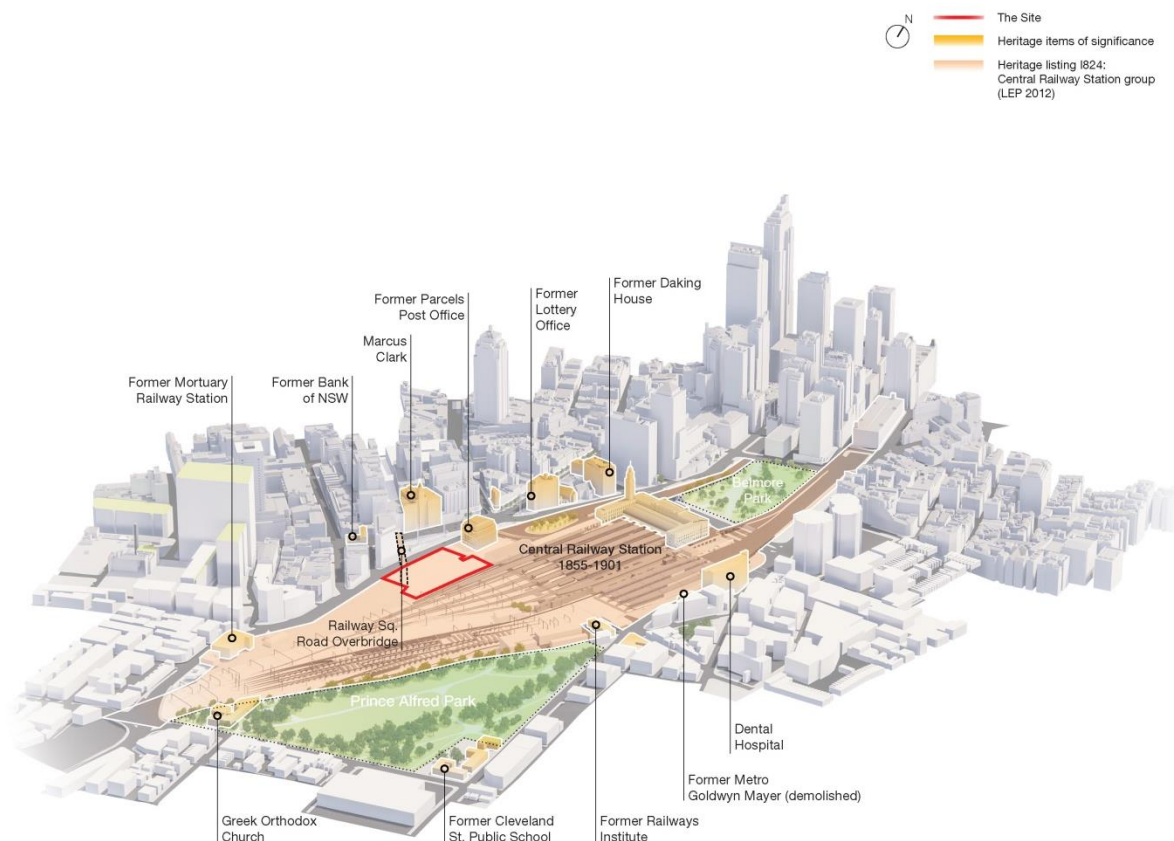 N
The Site
Heritage items of significance
Heritage listing I824:
Central Railway Station group
(LEP 2012)
Former Daking
House
Former
Lottery
Office
Former Parcels
Post Office
Marcus
Clark
Former Bank
of NSW
Former Mortuary
Railway Station
Belmore
Park
Central Railway Station
1855-1901
Railway Sq.
Road Overbridge
Prince Alfred Park
Dental
Hospital
Former Metro
Goldwyn Mayer (demolished)
Former Railways
Institute
Former Cleveland
St. Public School
Greek Orthodox
Church